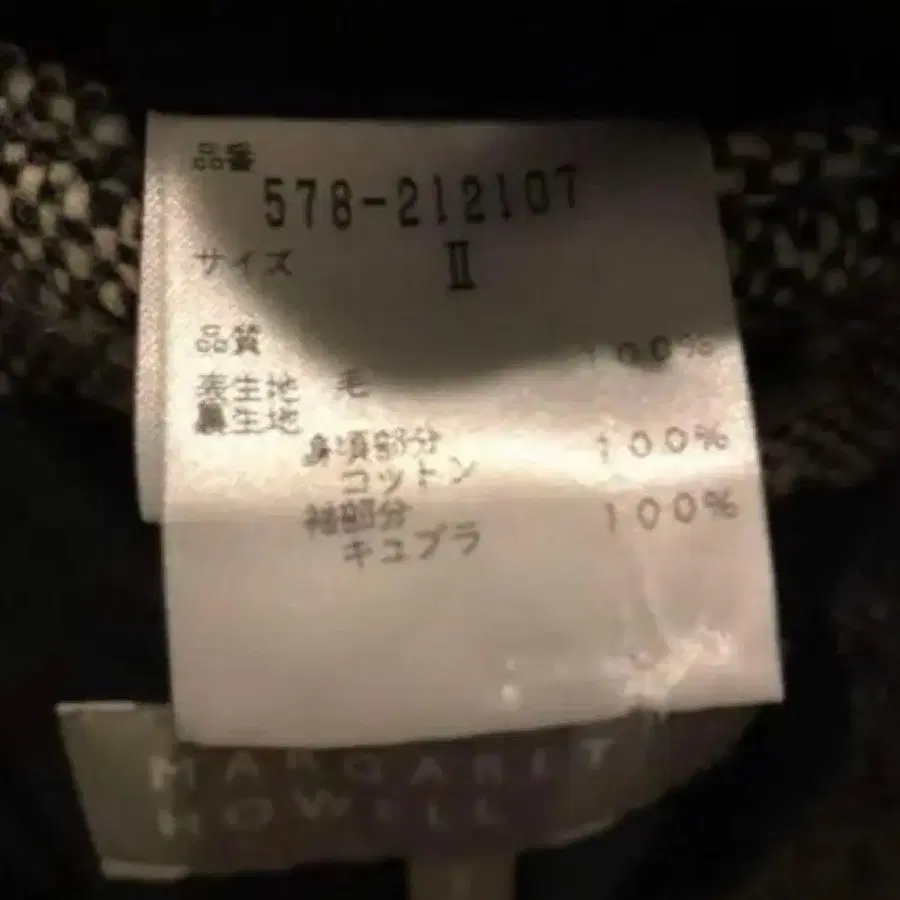 品番
578-212107
サイズ II
品質
表生地 毛 100%
裏生地
身頃部分
コットン 100%
袖部分
キュプラ 100%
MARGARET
HOWELL